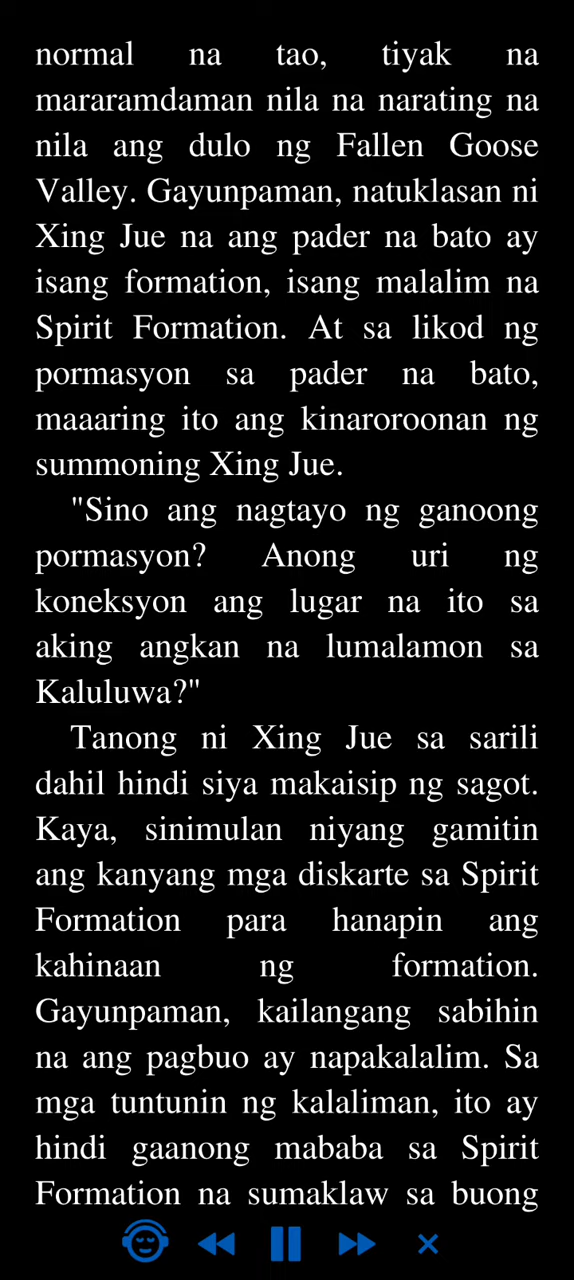 normal na tao, tiyak na
mararamdaman nila na narating na
nila ang dulo ng Fallen Goose
Valley. Gayunpaman, natuklasan ni
Xing Jue na ang pader na bato ay
isang formation, isang malalim na
Spirit Formation. At sa likod ng
pormasyon sa pader na bato,
maaaring ito ang kinaroroonan ng
summoning Xing Jue.
"Sino ang nagtayo ng ganoong
pormasyon? Anong uri ng
koneksyon ang lugar na ito sa
aking angkan na lumalamon sa
Kaluluwa?"
Tanong ni Xing Jue sa sarili
dahil hindi siya makaisip ng sagot.
Kaya, sinimulan niyang gamitin
ang kanyang mga diskarte sa Spirit
Formation para hanapin ang
kahinaan ng formation.
Gayunpaman, kailangang sabihin
na ang pagbuo ay napakalalim. Sa
mga tuntunin ng kalaliman, ito ay
hindi gaanong mababa sa Spirit
Formation na sumaklaw sa buong